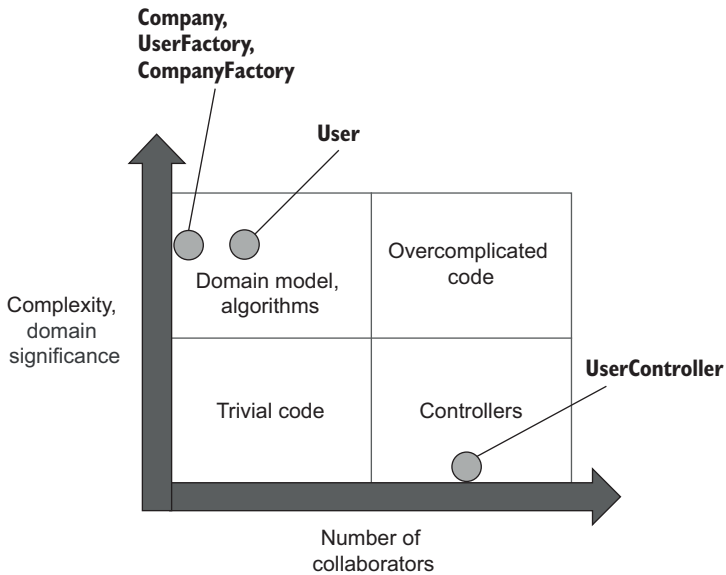 Company,
UserFactory,
CompanyFactory
User
Overcomplicated
code
Domain model,
algorithms
Complexity,
domain
significance
UserController
Trivial code
Controllers
Number of
collaborators